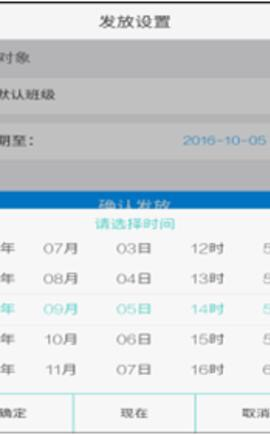 发放设置
对象
默认班级
期至：
2016-10-05
确认发放
请选择时间
年 07月 03日 12时
年 08月 04日 13时
年 09月 05日 14时
年 10月 06日 15时
年 11月 07日 16时
确定 现在 取消